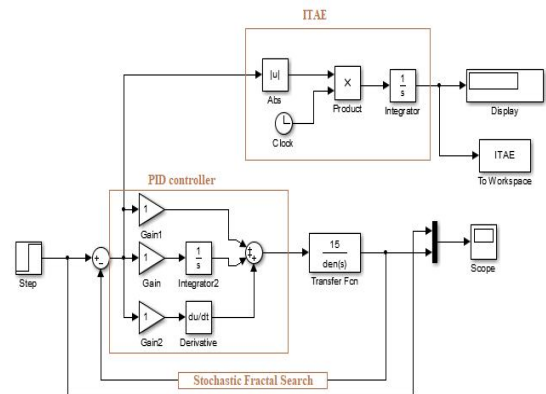 ITAE
|u|
Abs
×
Product
1
s
Integrator
Display
Clock
ITAE
To Workspace
PID controller
1
Gain1
1
Gain
1
s
Integrator2
1
Gain2
du/dt
Derivative
+
−
+
+
+
15
den(s)
Transfer Fcn
Step
Scope
Stochastic Fractal Search